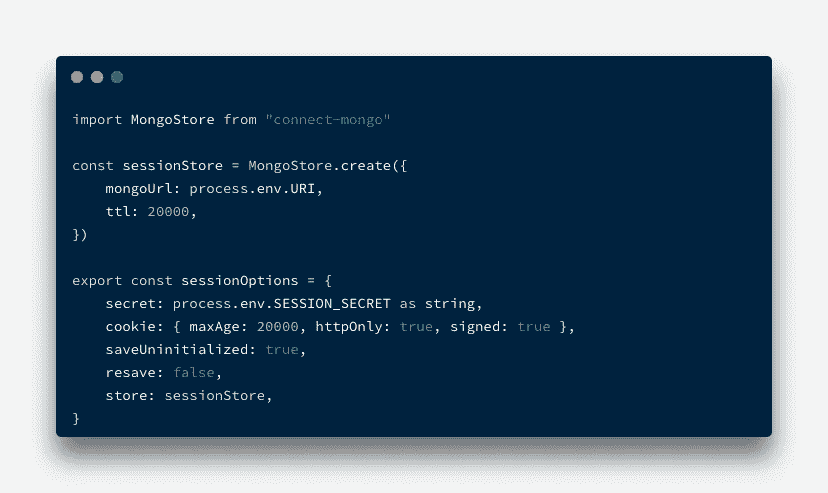 import MongoStore from "connect-mongo"
const sessionStore = MongoStore.create({
mongoUrl: process.env.URI,
ttl: 20000,
})
export const sessionOptions = {
secret: process.env.SESSION_SECRET as string,
cookie: { maxAge: 20000, httpOnly: true, signed: true },
saveUninitialized: true,
resave: false,
store: sessionStore,
}